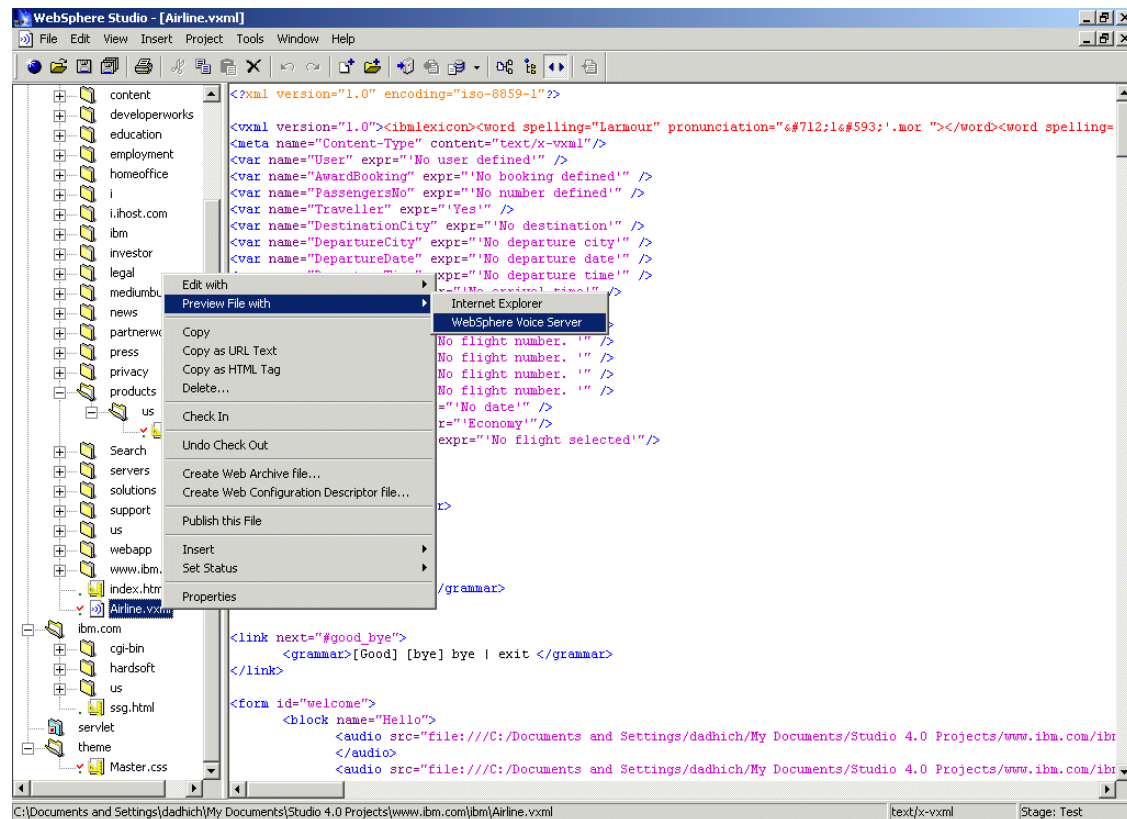 WebSphere Studio - [Airline.vxml]
File Edit View Insert Project Tools Window Help
content
developerworks
education
employment
homeoffice
i
i.ihost.com
ibm
investor
legal
mediumbu
news
partnerwo
press
privacy
products
us
Search
servers
solutions
support
us
webapp
www.ibm.
index.htm
Airline.vxml
ibm.com
cgi-bin
hardsoft
us
ssg.html
servlet
theme
Master.css
<?xml version="1.0" encoding="iso-8859-1"?>
<vxml version="1.0"><ibmlexicon><word spelling="Larmour" pronunciation="&#712;l&#593;'.mor "></word><word spelling=
<meta name="Content-Type" content="text/x-vxml"/>
<var name="User" expr="'No user defined'" />
<var name="AwardBooking" expr="'No booking defined'" />
<var name="PassengersNo" expr="'No number defined'" />
<var name="Traveller" expr="'Yes'" />
<var name="DestinationCity" expr="'No destination'" />
<var name="DepartureCity" expr="'No departure city'" />
<var name="DepartureDate" expr="'No departure date'" />
expr="'No departure time'" />
r="'No arrival time'" />
/>
No flight number. '" />
No flight number. '" />
No flight number. '" />
No flight number. '" />
="'No date'" />
r="'Economy'"/>
expr="'No flight selected'"/>
r>
/grammar>
<link next="#good_bye">
<grammar>[Good] [bye] bye | exit </grammar>
</link>
<form id="welcome">
<block name="Hello">
<audio src="file:///C:/Documents and Settings/dadhich/My Documents/Studio 4.0 Projects/www.ibm.com/ibm
</audio>
<audio src="file:///C:/Documents and Settings/dadhich/My Documents/Studio 4.0 Projects/www.ibm.com/ibm
Edit with
Preview File with
Copy
Copy as URL Text
Copy as HTML Tag
Delete...
Check In
Undo Check Out
Create Web Archive file...
Create Web Configuration Descriptor file...
Publish this File
Insert
Set Status
Properties
Internet Explorer
WebSphere Voice Server
C:\Documents and Settings\dadhich\My Documents\Studio 4.0 Projects\www.ibm.com\ibm\Airline.vxml
text/x-vxml
Stage: Test